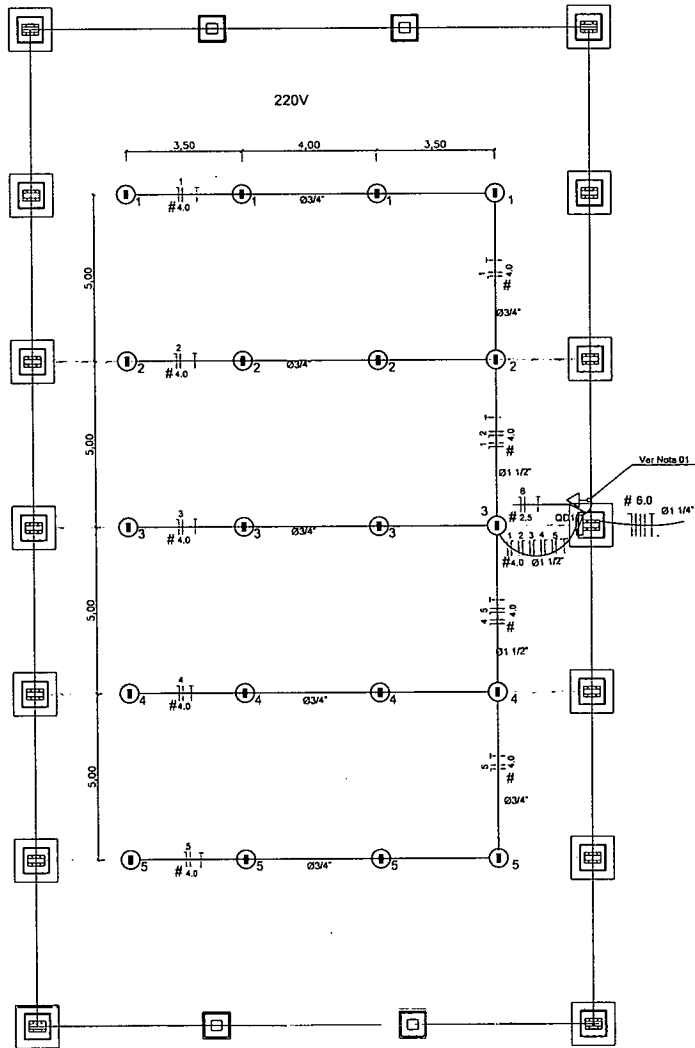 220V
3,50 4,00 3,50
1
1 #4.0 1 Ø3/4" 1 1
5,00
1 # 4.0
Ø3/4"
2
2 #4.0 2 Ø3/4" 2 2
5,00
1 2 # 4.0
Ø1 1/2"
Ver Nota 01
6
# 2.5
QD1
# 6.0
Ø1 1/4"
3
3 #4.0 3 Ø3/4" 3 3
1 2 3 4 5
#4.0 Ø1 1/2"
5,00
4 5 # 4.0
Ø1 1/2"
4
4 #4.0 4 Ø3/4" 4 4
5,00
5 # 4.0
Ø3/4"
5
5 # 4.0 5 Ø3/4" 5 5